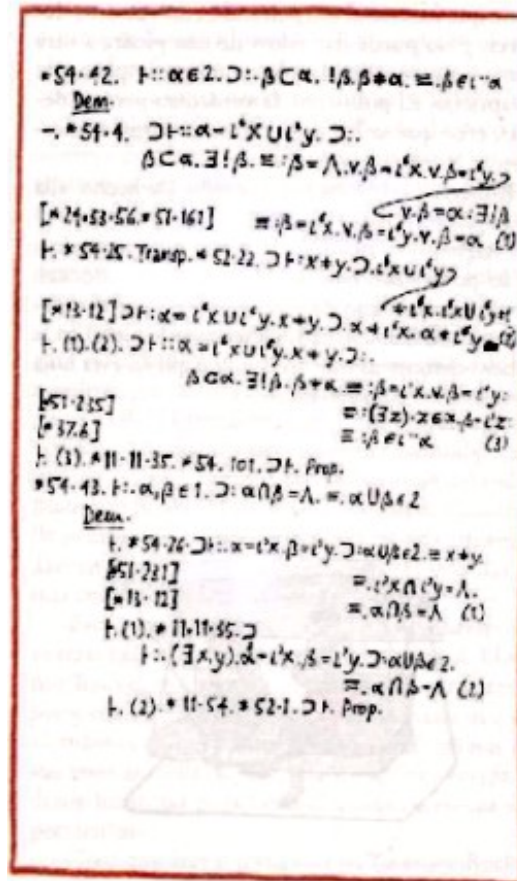 *54·42. ⊢:: α ∈ 2. ⊃:. β ⊂ α. !β. β ≠ α. ≡. β ∈ ι"α
Dem.
⊢. *54·4. ⊃⊢:: α = ι‘x ∪ ι‘y. ⊃:.
β ⊂ α. ∃!β. ≡ : β = Λ. v. β = ι‘x. v. β = ι‘y.
v. β = α : ∃!β
[*24·53·56. *51·161] ≡ : β = ι‘x. v. β = ι‘y. v. β = α (1)
⊢. *54·25. Transp. *52·22. ⊃⊢: x ≠ y. ⊃. ι‘x ∪ ι‘y
≠ ι‘x. ι‘x ∪ ι‘y ≠
[*13·12] ⊃⊢: α = ι‘x ∪ ι‘y. x ≠ y. ⊃. α ≠ ι‘x. α ≠ ι‘y (2)
⊢. (1). (2). ⊃⊢:: α = ι‘x ∪ ι‘y. x ≠ y. ⊃:.
β ⊂ α. ∃!β. β ≠ α. ≡ : β = ι‘x. v. β = ι‘y:
[*51·235] ≡ : (∃z). z ∈ α. β = ι‘z:
[*37.6] ≡ : β ∈ ι"α (3)
⊢. (3). *11·11·35. *54. 101. ⊃⊢. Prop.
*54·43. ⊢:. α, β ∈ 1. ⊃ : α ∩ β = Λ. ≡. α ∪ β ∈ 2
Dem.
⊢. *54·26. ⊃⊢:. α = ι‘x. β = ι‘y. ⊃ : α ∪ β ∈ 2. ≡ x ≠ y.
[*51·231] ≡. ι‘x ∩ ι‘y = Λ.
[*13·12] ≡. α ∩ β = Λ (1)
⊢. (1). *11·11·35. ⊃
⊢:. (∃x, y). α = ι‘x. β = ι‘y. ⊃ : α ∪ β ∈ 2.
≡. α ∩ β = Λ (2)
⊢. (2). *11·54. *52·1. ⊃⊢. Prop.